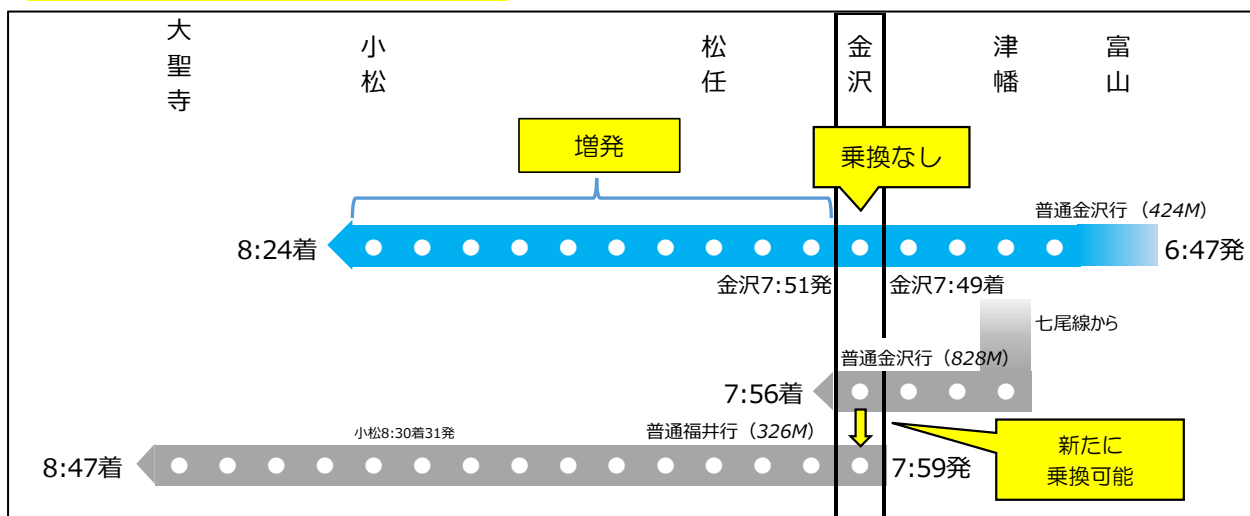 大聖寺
小松
松任
金沢
津幡
富山
増発
乗換なし
普通金沢行（424M）
8:24着
6:47発
金沢7:51発
金沢7:49着
七尾線から
普通金沢行（828M）
7:56着
小松8:30着31発
普通福井行（326M）
8:47着
7:59発
新たに
乗換可能